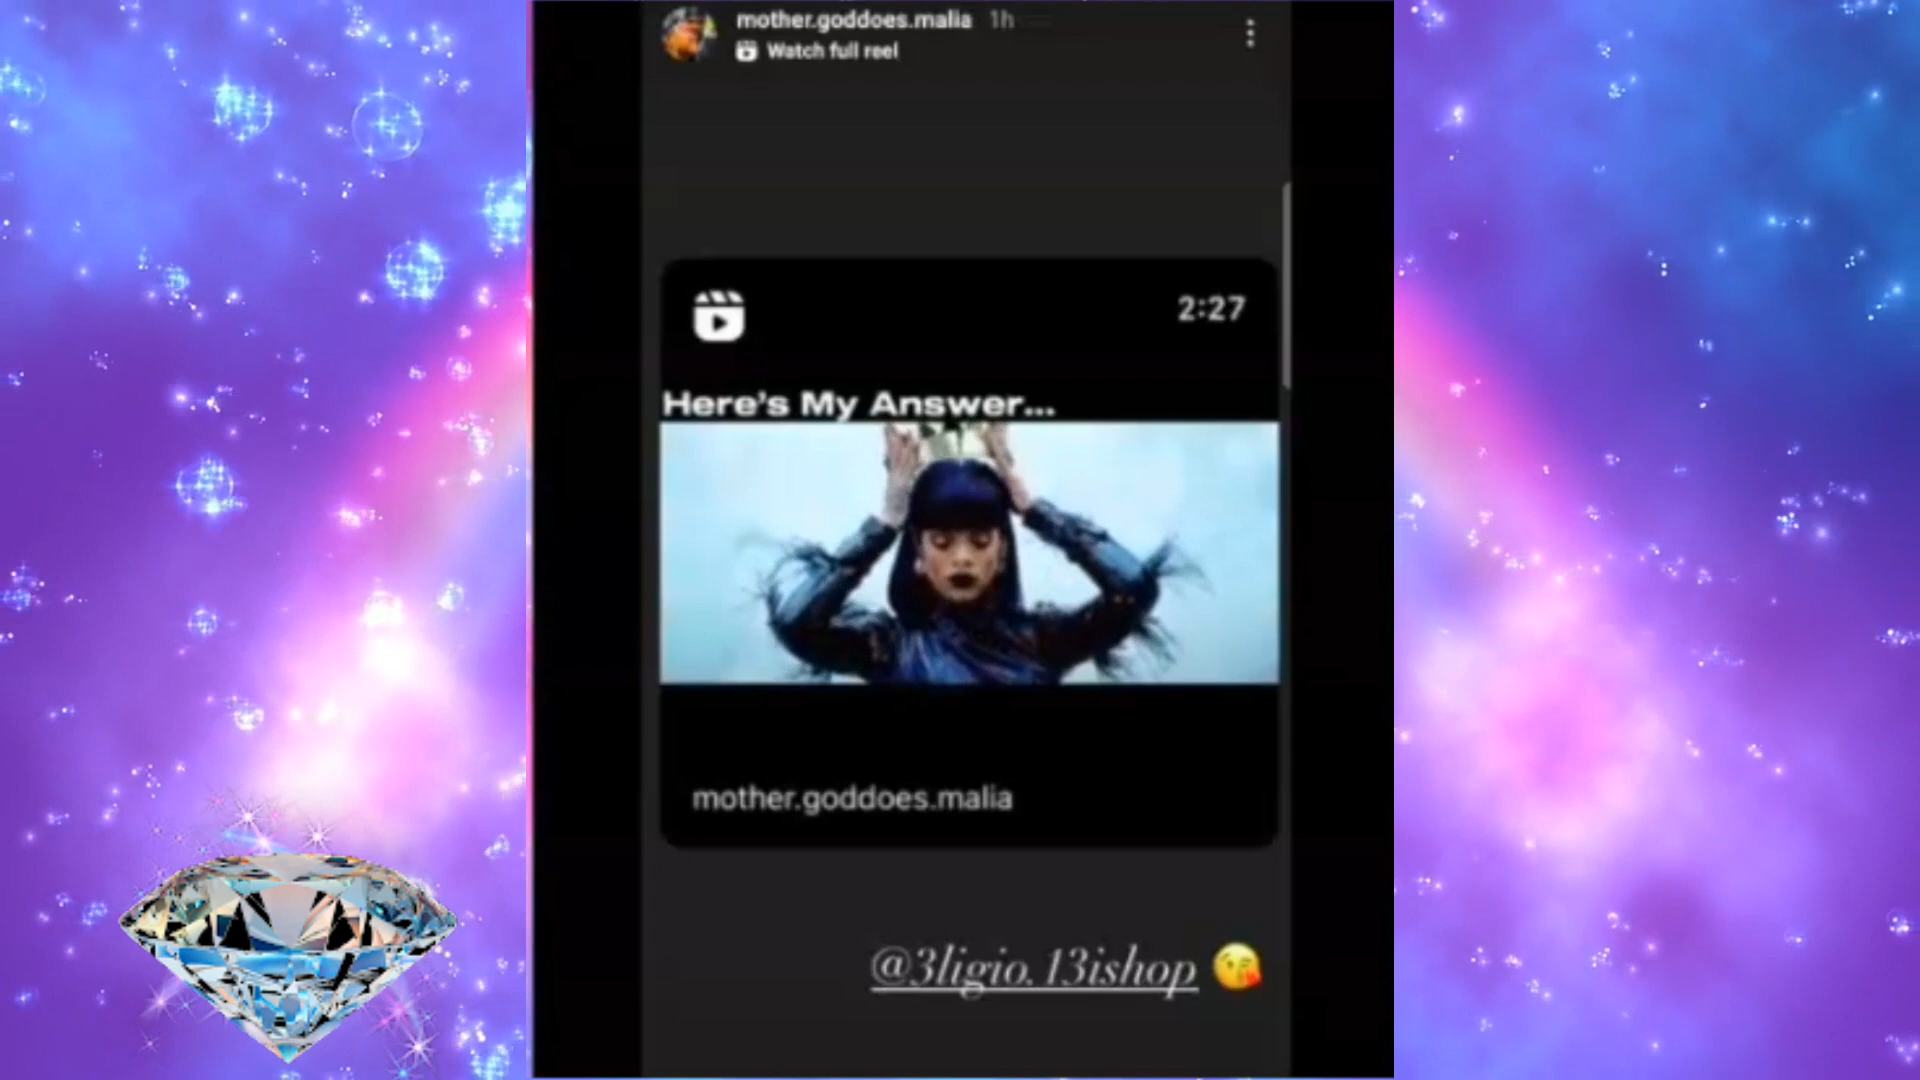 mother.goddoes.malia 1h
Watch full reel
2:27
Here's My Answer...
mother.goddoes.malia
@3ligio.13ishop